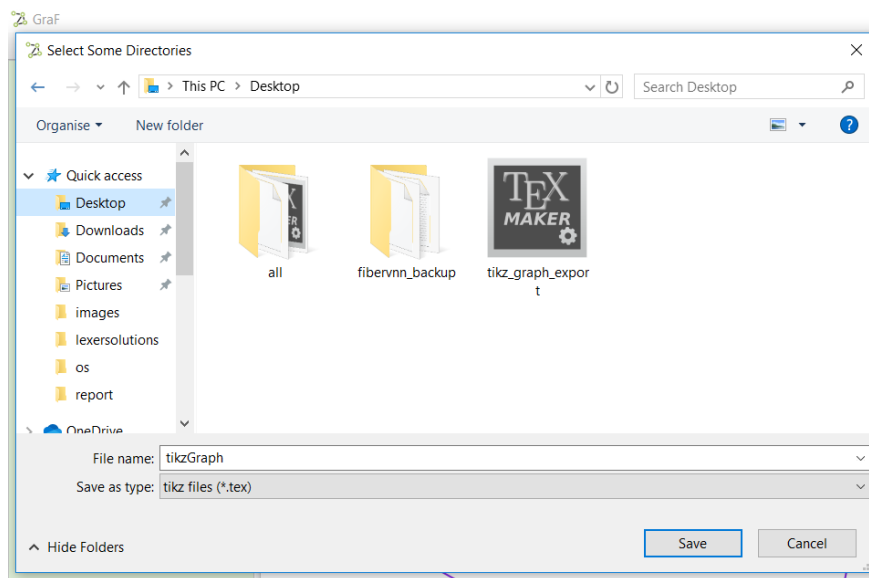 GraF
Select Some Directories
This PC > Desktop
Search Desktop
Organise
New folder
Quick access
Desktop
Downloads
Documents
Pictures
images
lexersolutions
os
report
OneDrive
TEX
MAKER
X
KER
all
fibervnn_backup
tikz_graph_expor
t
File name: tikzGraph
Save as type: tikz files (*.tex)
Hide Folders
Save
Cancel